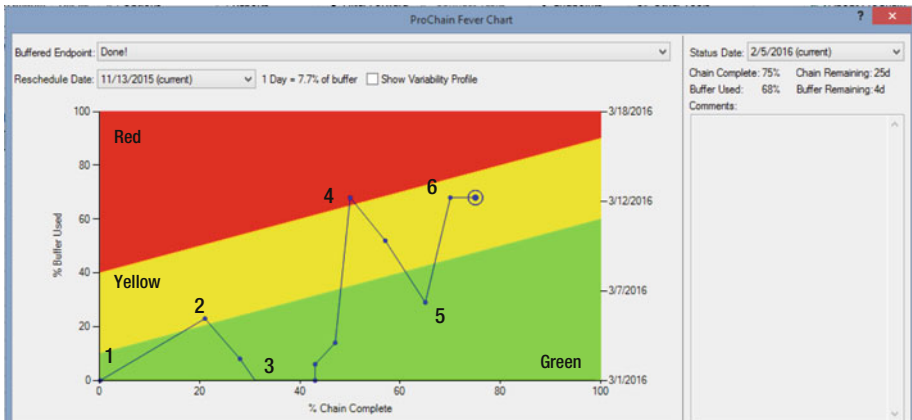 ProChain Fever Chart
?
×
Buffered Endpoint: Done!
Reschedule Date: 11/13/2015 (current) 1 Day = 7.7% of buffer Show Variability Profile
Status Date: 2/5/2016 (current)
Chain Complete: 75% Chain Remaining: 25d
Buffer Used: 68% Buffer Remaining: 4d
Comments:
% Buffer Used
100
80
60
40
20
0
3/18/2016
3/12/2016
3/7/2016
3/1/2016
Red
Yellow
Green
1
2
3
4
5
6
0 20 40 60 80 100
% Chain Complete